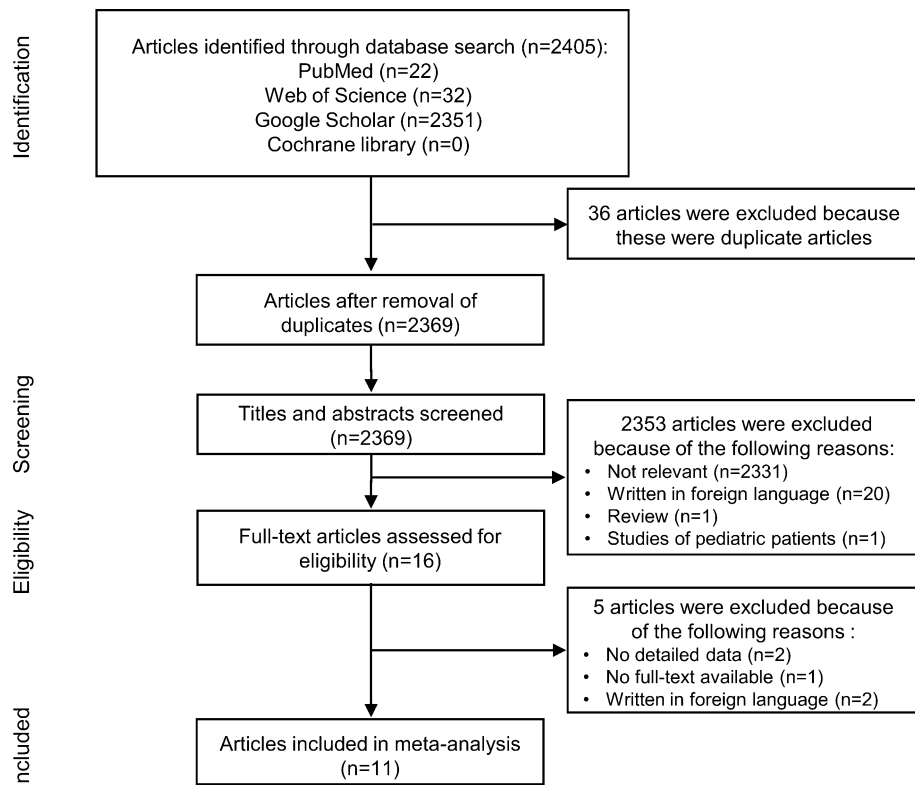 Identification
Articles identified through database search (n=2405):
PubMed (n=22)
Web of Science (n=32)
Google Scholar (n=2351)
Cochrane library (n=0)
36 articles were excluded because
these were duplicate articles
Articles after removal of
duplicates (n=2369)
Screening
Titles and abstracts screened
(n=2369)
2353 articles were excluded
because of the following reasons:
• Not relevant (n=2331)
• Written in foreign language (n=20)
• Review (n=1)
• Studies of pediatric patients (n=1)
Eligibility
Full-text articles assessed for
eligibility (n=16)
5 articles were excluded because
of the following reasons :
• No detailed data (n=2)
• No full-text available (n=1)
• Written in foreign language (n=2)
ncluded
Articles included in meta-analysis
(n=11)